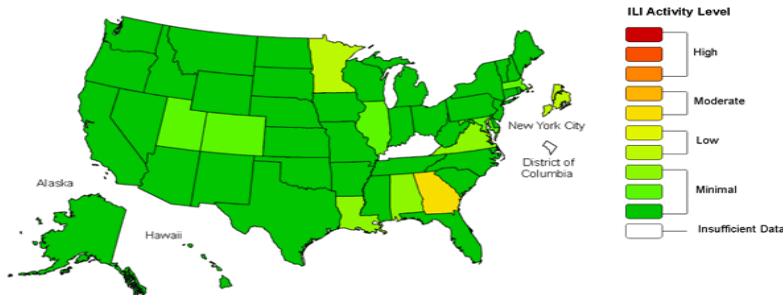 ILI Activity Level
High
Moderate
Low
Minimal
Insufficient Data
New York City
District of
Columbia
Alaska
Hawaii